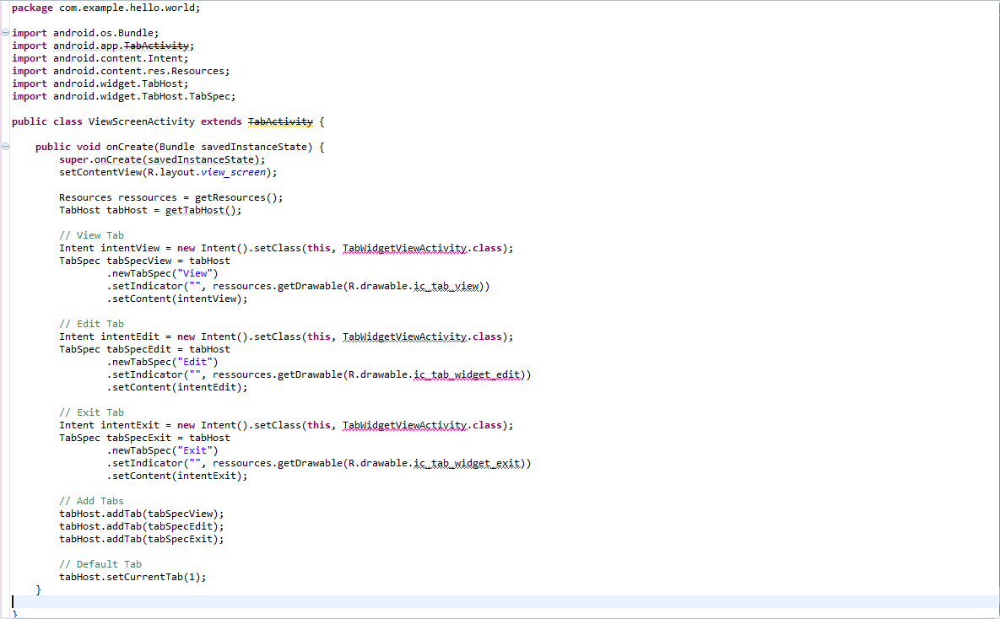 package com.example.hello.world;
import android.os.Bundle;
import android.app.TabActivity;
import android.content.Intent;
import android.content.res.Resources;
import android.widget.TabHost;
import android.widget.TabHost.TabSpec;
public class ViewScreenActivity extends TabActivity {
public void onCreate(Bundle savedInstanceState) {
super.onCreate(savedInstanceState);
setContentView(R.layout.view_screen);
Resources ressources = getResources();
TabHost tabHost = getTabHost();
// View Tab
Intent intentView = new Intent().setClass(this, TabWidgetViewActivity.class);
TabSpec tabSpecView = tabHost
.newTabSpec("View")
.setIndicator("", ressources.getDrawable(R.drawable.ic_tab_view))
.setContent(intentView);
// Edit Tab
Intent intentEdit = new Intent().setClass(this, TabWidgetViewActivity.class);
TabSpec tabSpecEdit = tabHost
.newTabSpec("Edit")
.setIndicator("", ressources.getDrawable(R.drawable.ic_tab_widget_edit))
.setContent(intentEdit);
// Exit Tab
Intent intentExit = new Intent().setClass(this, TabWidgetViewActivity.class);
TabSpec tabSpecExit = tabHost
.newTabSpec("Exit")
.setIndicator("", ressources.getDrawable(R.drawable.ic_tab_widget_exit))
.setContent(intentExit);
// Add Tabs
tabHost.addTab(tabSpecView);
tabHost.addTab(tabSpecEdit);
tabHost.addTab(tabSpecExit);
// Default Tab
tabHost.setCurrentTab(1);
}
}